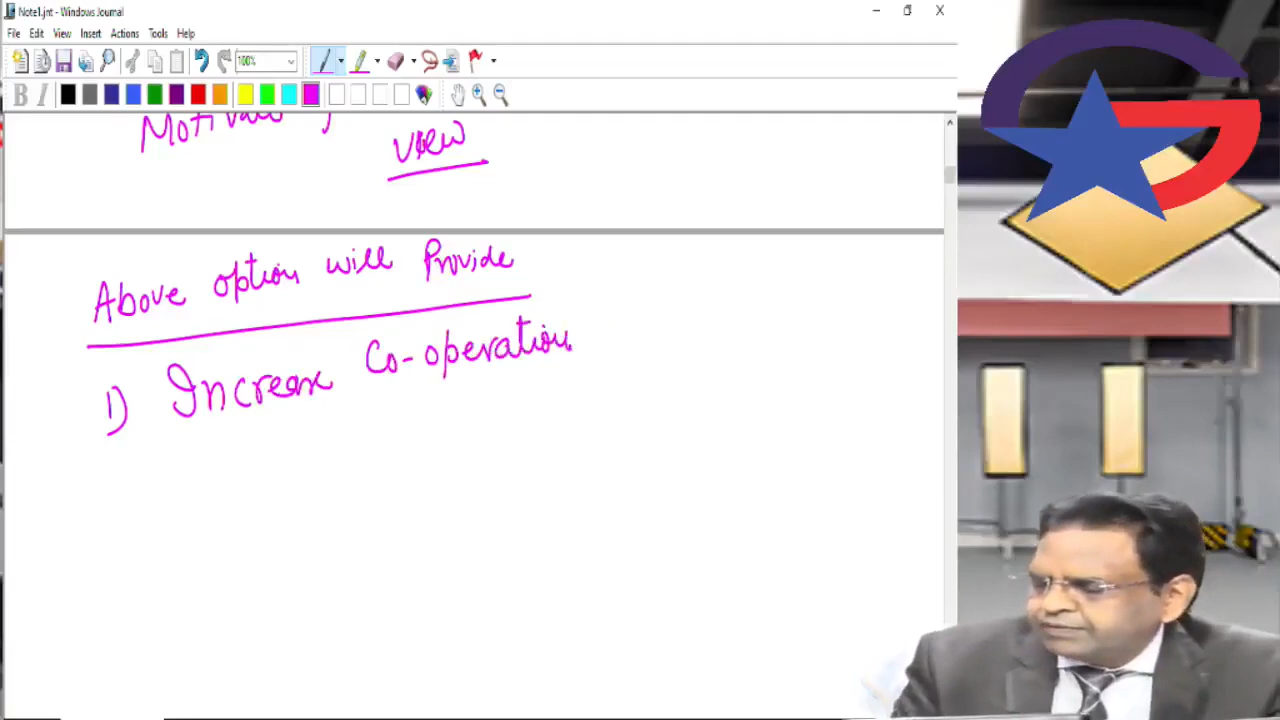 Note1.jnt - Windows Journal
File Edit View Insert Actions Tools Help
100%
B I
view
Above option will Provide
1) Increase Co-operation